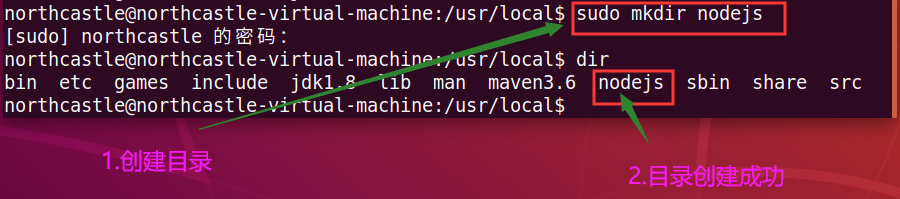 northcastle@northcastle-virtual-machine:/usr/local$ sudo mkdir nodejs
[sudo] northcastle 的密码：
northcastle@northcastle-virtual-machine:/usr/local$ dir
bin etc games include jdk1.8 lib man maven3.6 nodejs sbin share src
northcastle@northcastle-virtual-machine:/usr/local$
1.创建目录
2.目录创建成功